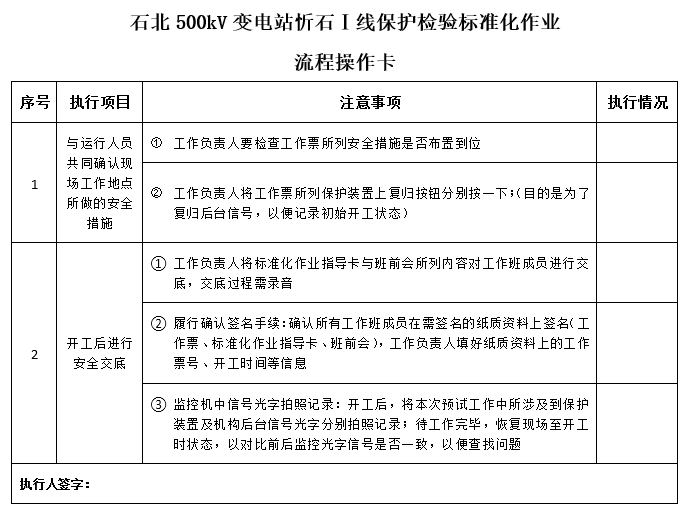 石北 500kV 变电站忻石Ⅰ线保护检验标准化作业
流程操作卡
序号 执行项目 注意事项 执行情况
1
与运行人员
共同确认现
场工作地点
所做的安全
措施
① 工作负责人要检查工作票所列安全措施是否布置到位
② 工作负责人将工作票所列保护装置上复归按钮分别按一下；（目的是为了
复归后台信号，以便记录初始开工状态）
2
开工后进行
安全交底
① 工作负责人将标准化作业指导卡与班前会所列内容对工作班成员进行交
底，交底过程需录音
② 履行确认签名手续：确认所有工作班成员在需签名的纸质资料上签名（工
作票、标准化作业指导卡、班前会），工作负责人填好纸质资料上的工作
票号、开工时间等信息
③ 监控机中信号光字拍照记录：开工后，将本次预试工作中所涉及到保护
装置及机构后台信号光字分别拍照记录；待工作完毕，恢复现场至开工
时状态，以对比前后监控光字信号是否一致，以便查找问题
执行人签字：